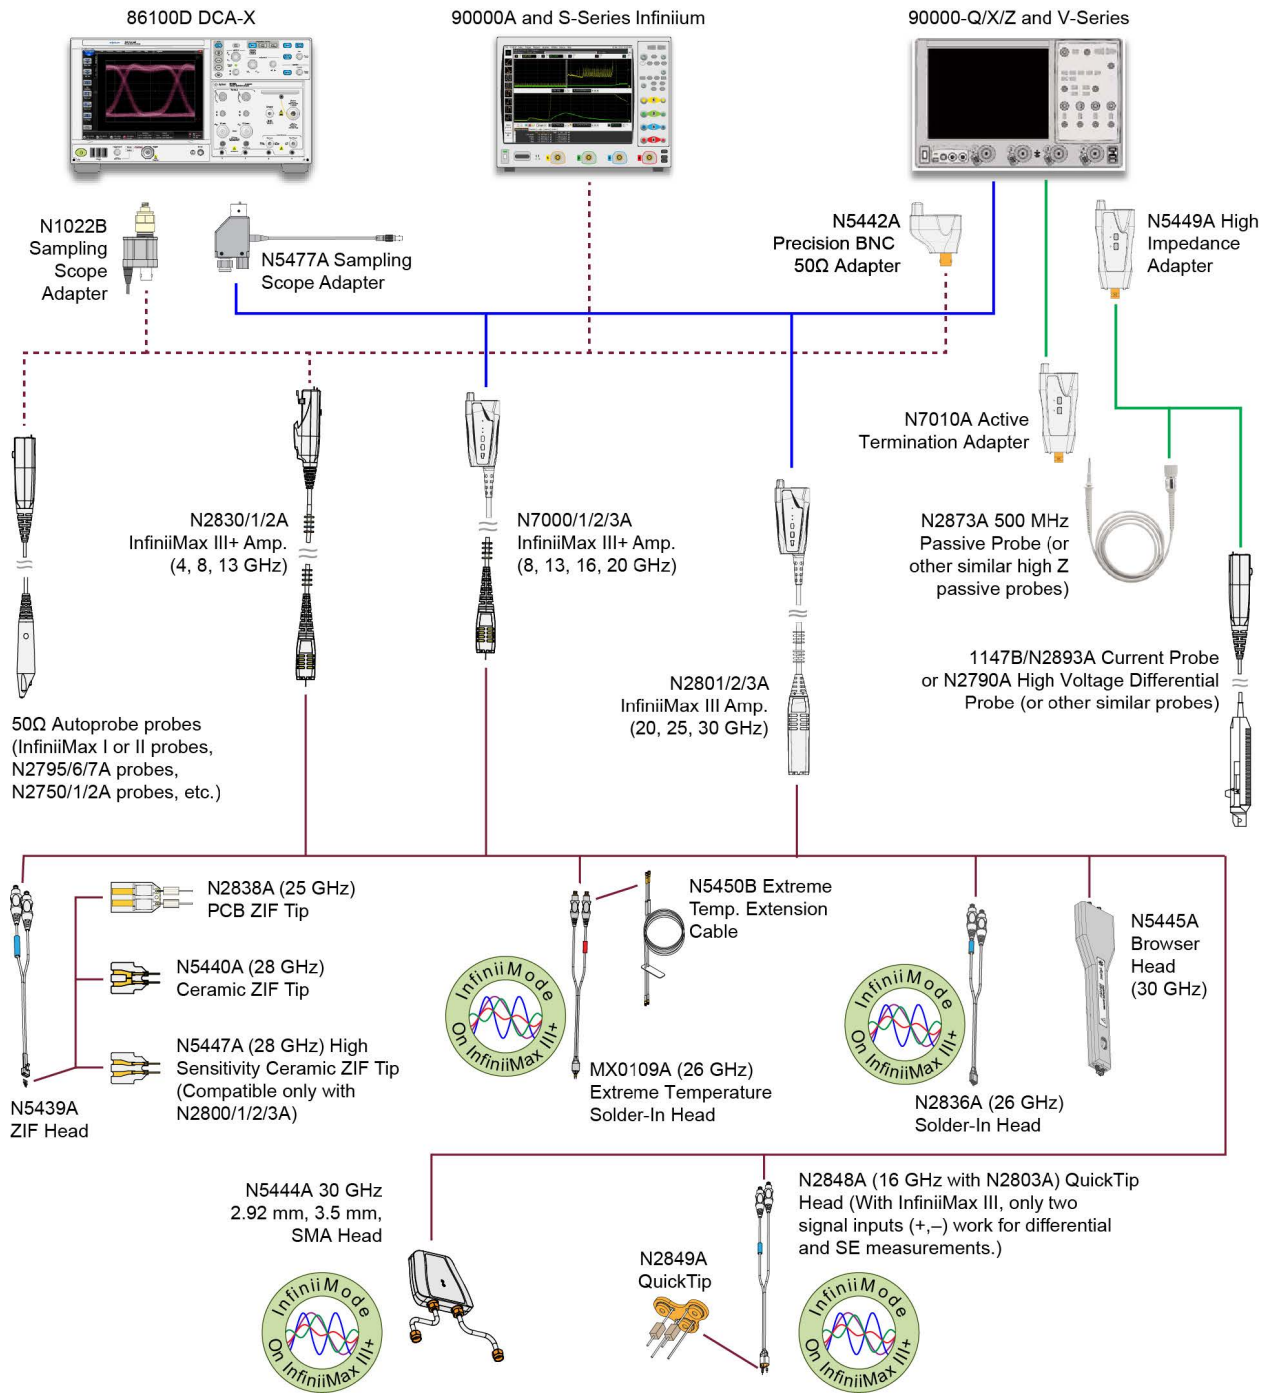 86100D DCA-X
90000A and S-Series Infiniium
90000-Q/X/Z and V-Series
N1022B
Sampling
Scope
Adapter
N5477A Sampling
Scope Adapter
N5442A
Precision BNC
50Ω Adapter
N5449A High
Impedance
Adapter
N7010A Active
Termination Adapter
N2830/1/2A
InfiniiMax III+ Amp.
(4, 8, 13 GHz)
N7000/1/2/3A
InfiniiMax III+ Amp.
(8, 13, 16, 20 GHz)
N2873A 500 MHz
Passive Probe (or
other similar high Z
passive probes)
N2801/2/3A
InfiniiMax III Amp.
(20, 25, 30 GHz)
1147B/N2893A Current Probe
or N2790A High Voltage Differential
Probe (or other similar probes)
50Ω Autoprobe probes
(InfiniiMax I or II probes,
N2795/6/7A probes,
N2750/1/2A probes, etc.)
N2838A (25 GHz)
PCB ZIF Tip
N5440A (28 GHz)
Ceramic ZIF Tip
N5447A (28 GHz) High
Sensitivity Ceramic ZIF Tip
(Compatible only with
N2800/1/2/3A)
N5439A
ZIF Head
N5450B Extreme
Temp. Extension
Cable
InfiniiMode
On InfiniiMax III+
MX0109A (26 GHz)
Extreme Temperature
Solder-In Head
InfiniiMode
On InfiniiMax III+
N2836A (26 GHz)
Solder-In Head
N5445A
Browser
Head
(30 GHz)
N5444A 30 GHz
2.92 mm, 3.5 mm,
SMA Head
InfiniiMode
On InfiniiMax III+
N2849A
QuickTip
N2848A (16 GHz with N2803A) QuickTip
Head (With InfiniiMax III, only two
signal inputs (+,–) work for differential
and SE measurements.)
InfiniiMode
On InfiniiMax III+